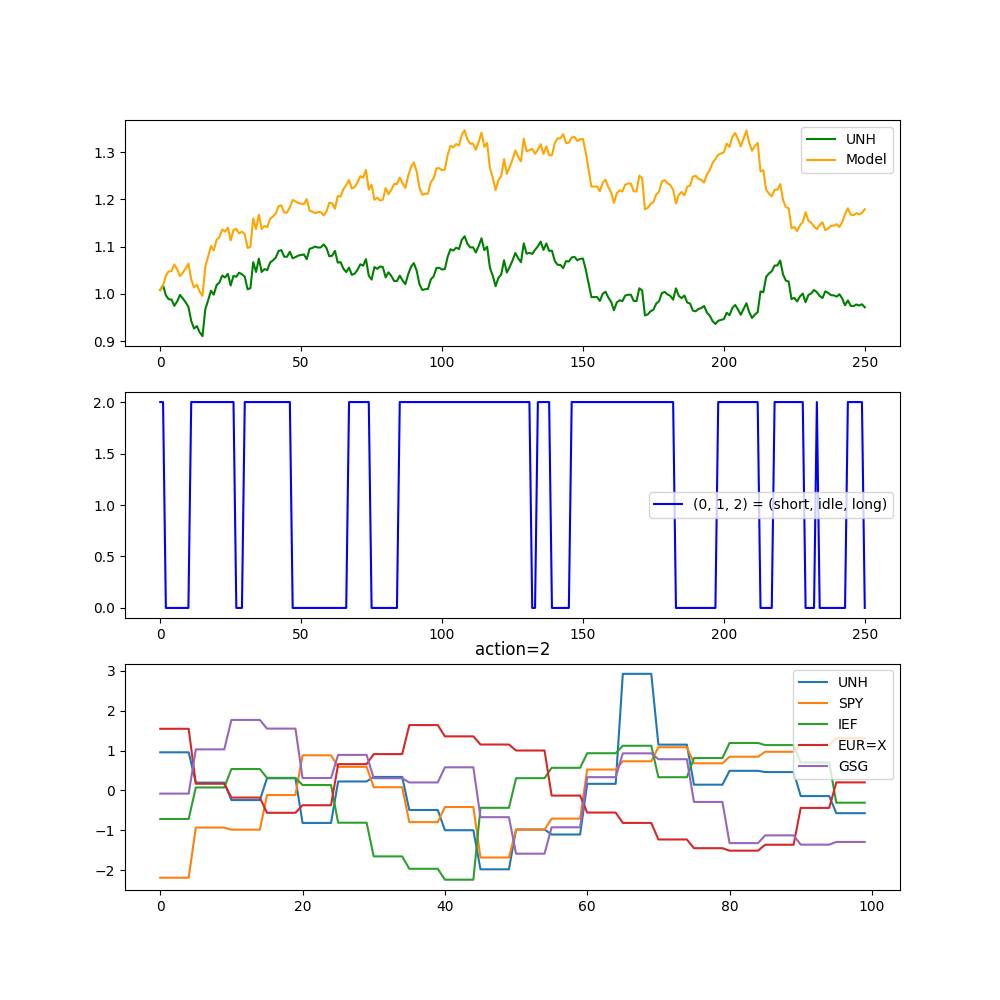 1.3
1.2
1.1
1.0
0.9
UNH
Model
0 50 100 150 200 250
2.0
1.5
1.0
0.5
0.0
(0, 1, 2) = (short, idle, long)
0 50 100 150 200 250
action=2
3
2
1
0
−1
−2
UNH
SPY
IEF
EUR=X
GSG
0 20 40 60 80 100